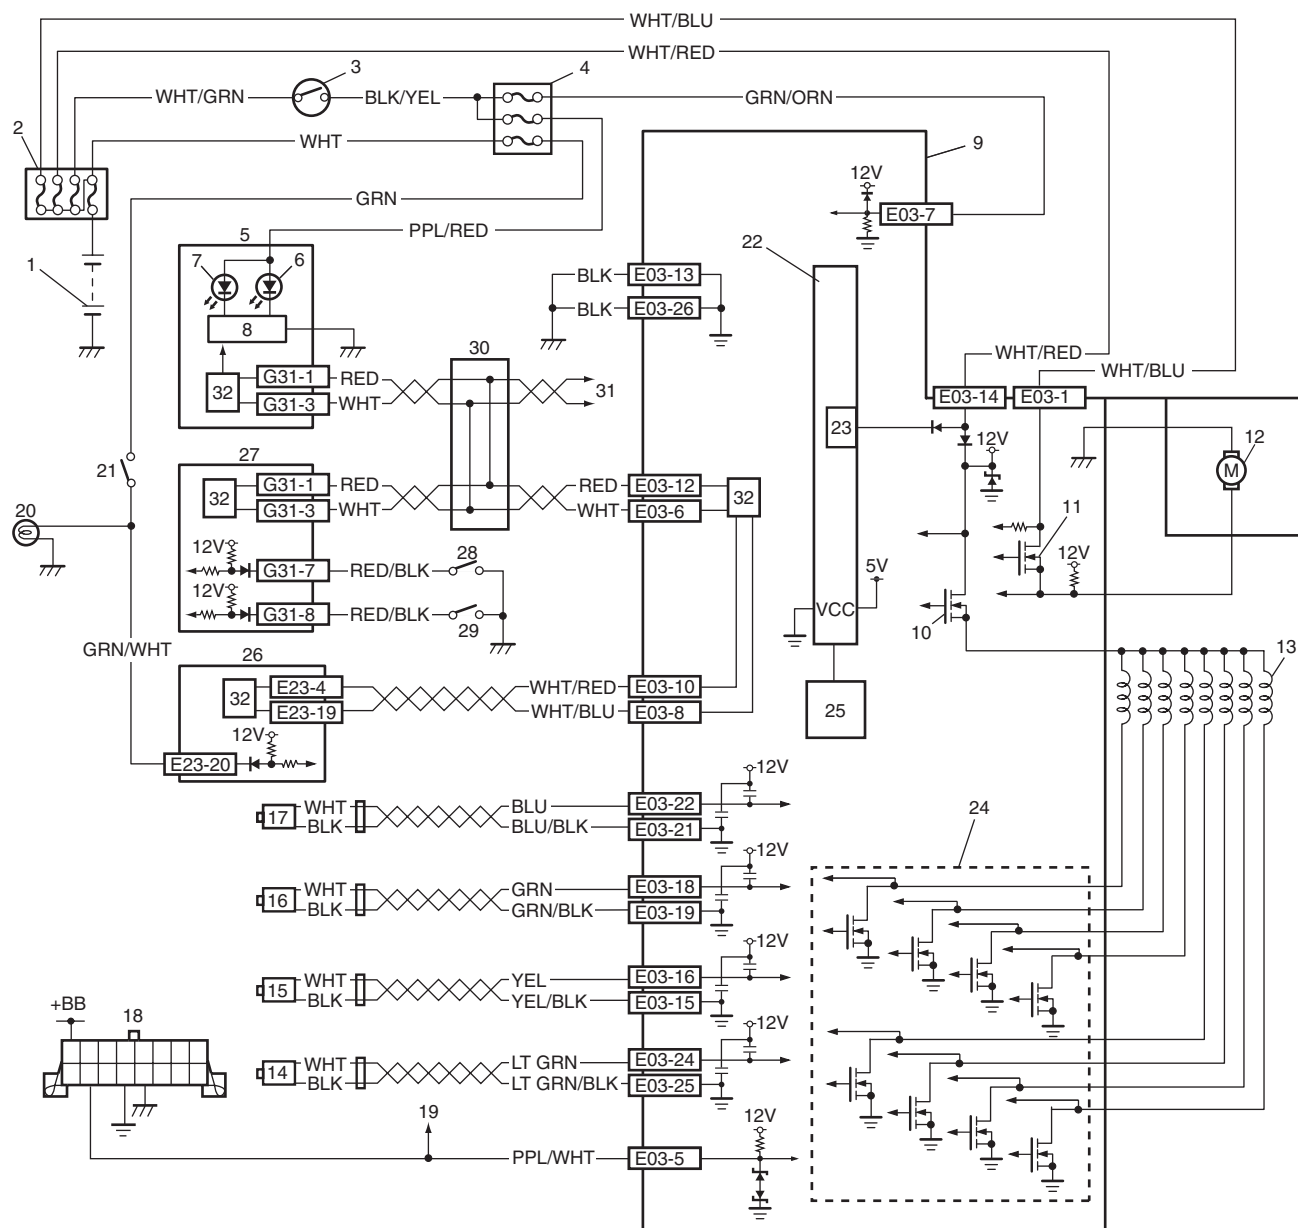 WHT/BLU
WHT/RED
3
4
WHT/GRN
BLK/YEL
GRN/ORN
2
WHT
9
12V
GRN
E03-7
5
PPL/RED
22
7
6
1
BLK
E03-13
BLK
E03-26
8
30
WHT/RED
WHT/BLU
32
G31-1
RED
G31-3
WHT
31
E03-14
E03-1
23
12V
12
M
21
27
20
32
G31-1
RED
G31-3
WHT
RED
E03-12
WHT
E03-6
32
11
12V
12V
G31-7
RED/BLK
28
5V
12V
G31-8
RED/BLK
29
VCC
10
GRN/WHT
26
13
32
E23-4
E23-19
WHT/RED
E03-10
WHT/BLU
E03-8
25
12V
E23-20
12V
17
WHT
BLK
BLU
E03-22
BLU/BLK
E03-21
24
12V
16
WHT
BLK
GRN
E03-18
GRN/BLK
E03-19
12V
15
WHT
BLK
YEL
E03-16
YEL/BLK
E03-15
+BB
18
12V
14
WHT
BLK
LT GRN
E03-24
LT GRN/BLK
E03-25
19
12V
PPL/WHT
E03-5